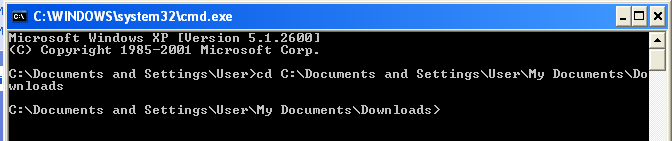 C:\WINDOWS\system32\cmd.exe
Microsoft Windows XP [Version 5.1.2600]
(C) Copyright 1985-2001 Microsoft Corp.
C:\Documents and Settings\User>cd C:\Documents and Settings\User\My Documents\Do
wnloads
C:\Documents and Settings\User\My Documents\Downloads>